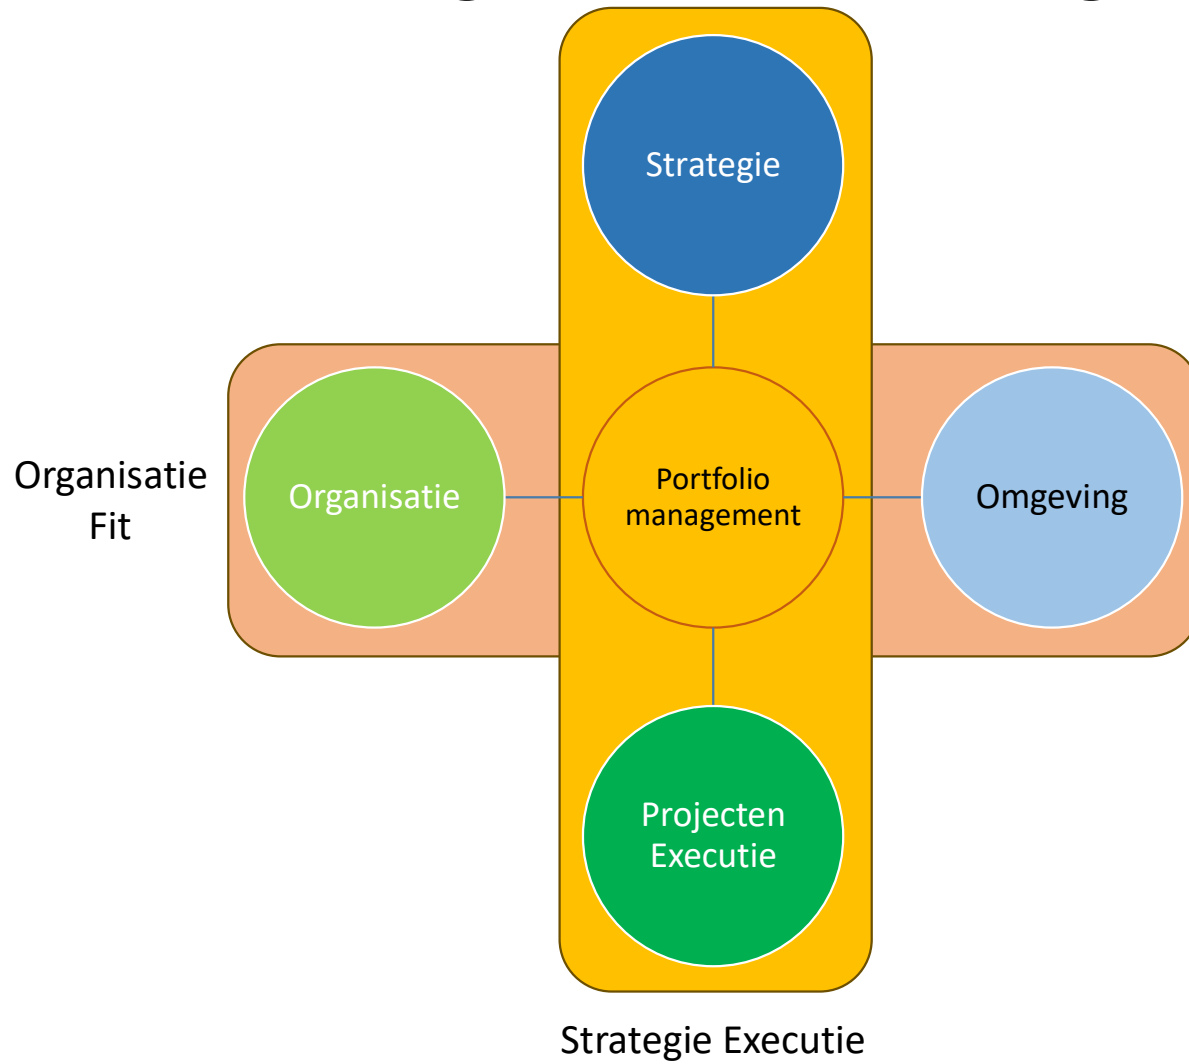 Strategie
Organisatie
Fit
Organisatie
Portfolio
management
Omgeving
Projecten
Executie
Strategie Executie